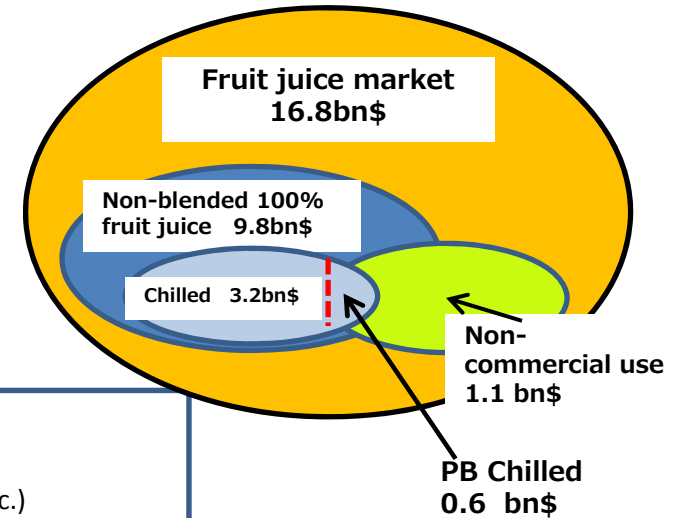 Fruit juice market
16.8bn$
Non-blended 100%
fruit juice 9.8bn$
Chilled 3.2bn$
Non-
commercial use
1.1 bn$
PB Chilled
0.6 bn$
c.)